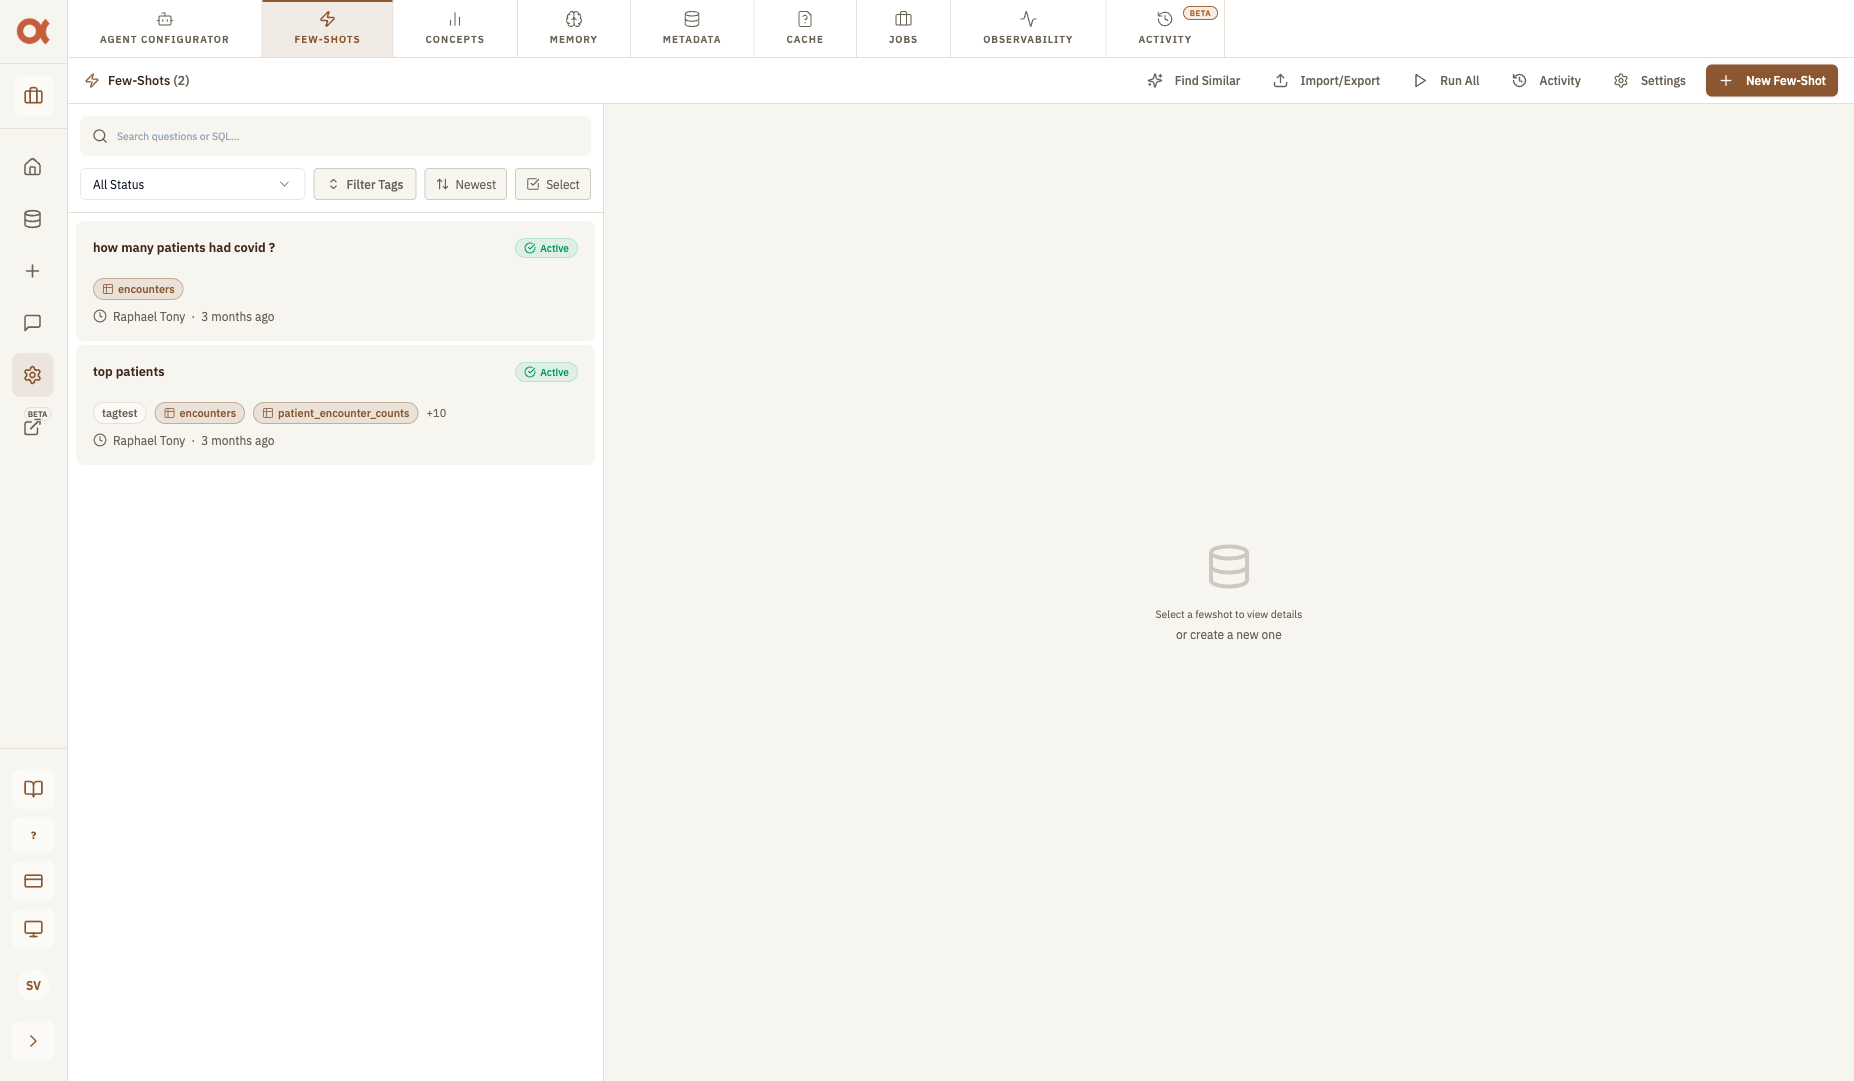 AGENT CONFIGURATOR
FEW-SHOTS
CONCEPTS
MEMORY
METADATA
CACHE
JOBS
OBSERVABILITY
BETA
ACTIVITY
Few-Shots (2)
Find Similar
Import/Export
Run All
Activity
Settings
New Few-Shot
Search questions or SQL...
All Status
Filter Tags
Newest
Select
how many patients had covid ?
Active
encounters
Raphael Tony · 3 months ago
top patients
Active
tagtest
encounters
patient_encounter_counts
+10
Raphael Tony · 3 months ago
BETA
?
SV
Select a fewshot to view details
or create a new one